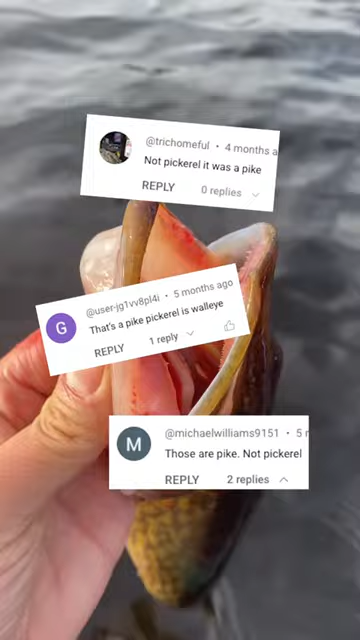 @trichomeful • 4 months a
Not pickerel it was a pike
REPLY 0 replies
G
@user-jg1vv8pl4i • 5 months ago
That's a pike pickerel is walleye
REPLY 1 reply
M
@michaelwilliams9151 • 5 r
Those are pike. Not pickerel
REPLY 2 replies